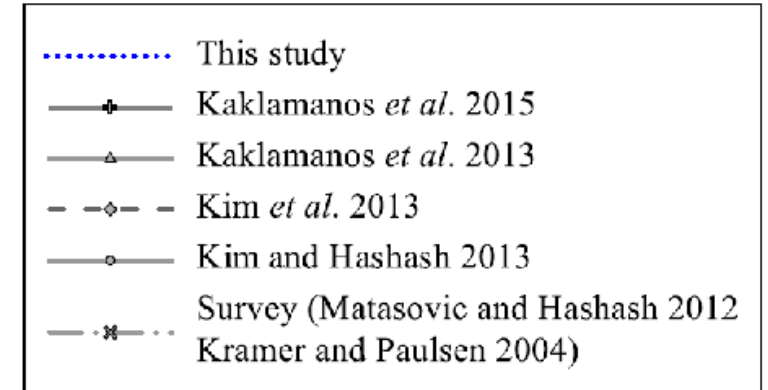 This study
Kaklamanos et al. 2015
Kaklamanos et al. 2013
Kim et al. 2013
Kim and Hashash 2013
Survey (Matasovic and Hashash 2012
Kramer and Paulsen 2004)